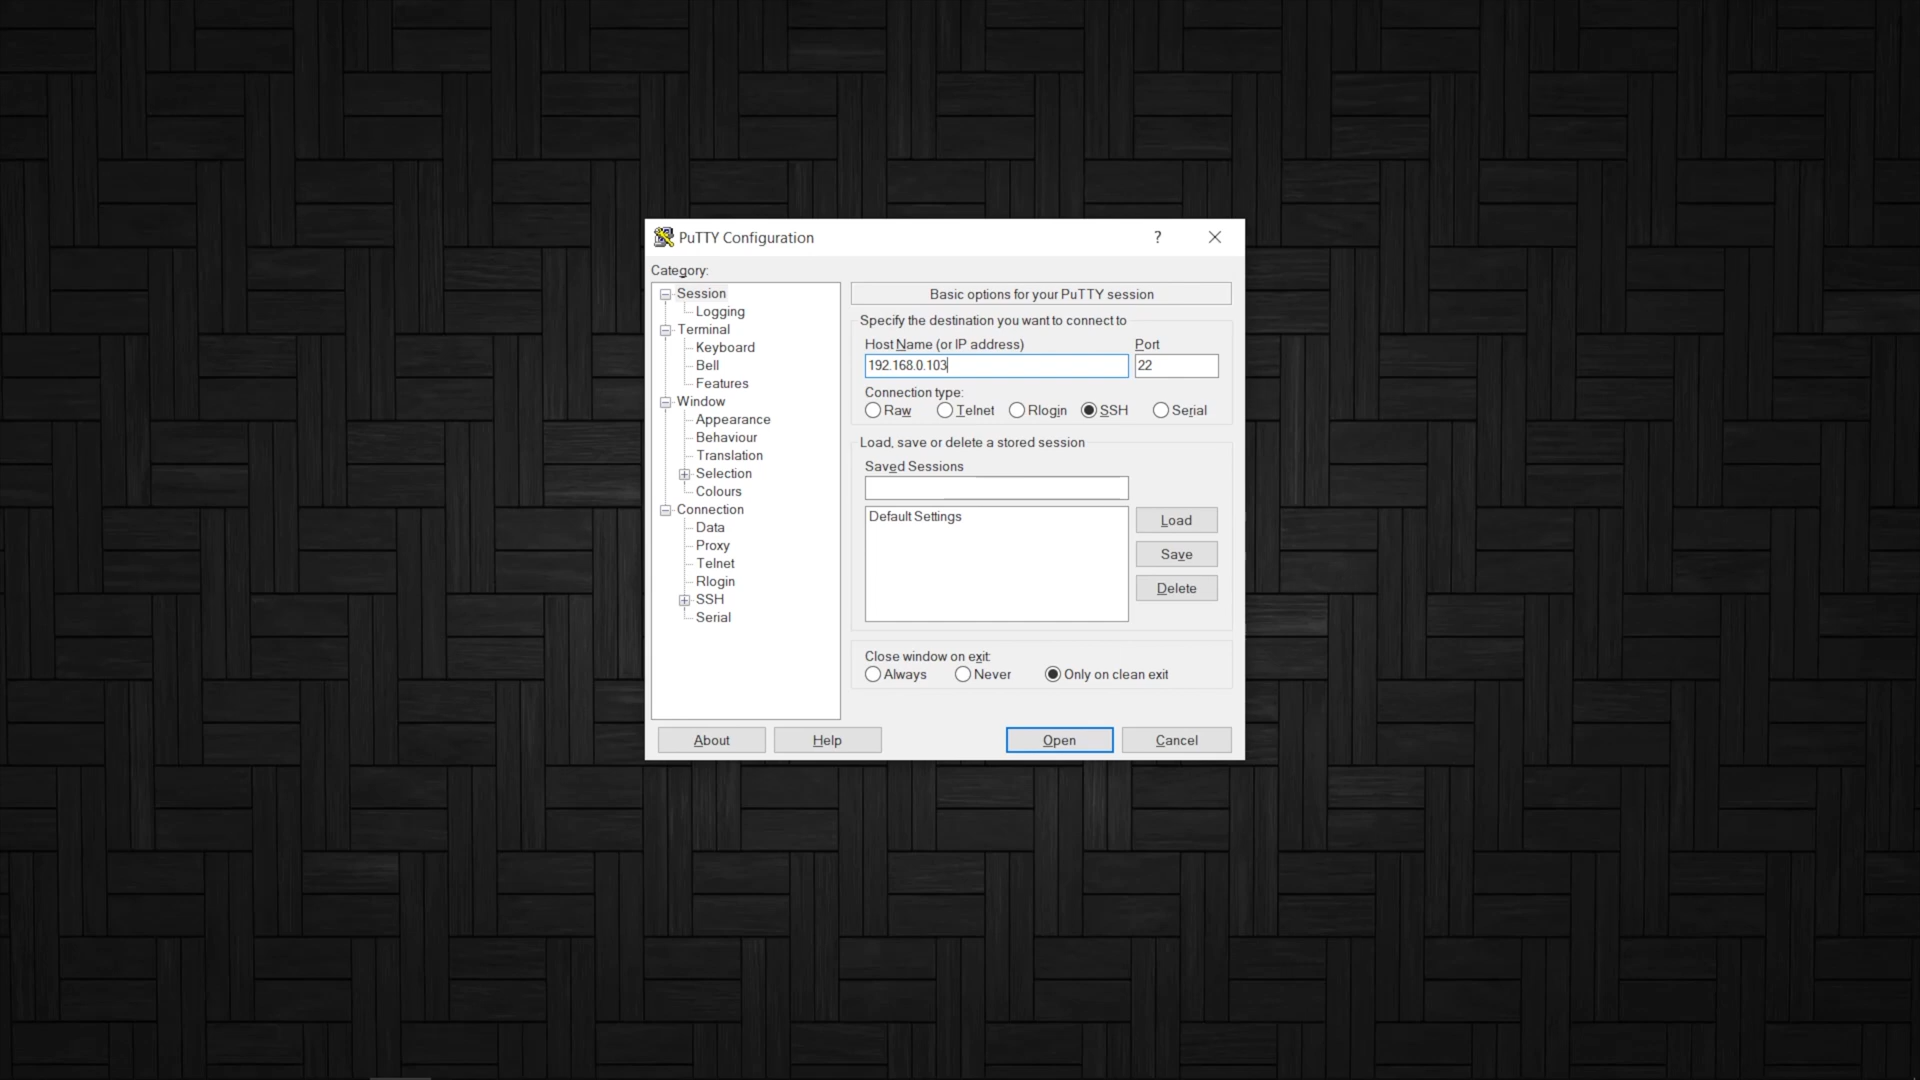 PuTTY Configuration
?
Category:
Session
Logging
Terminal
Keyboard
Bell
Features
Window
Appearance
Behaviour
Translation
Selection
Colours
Connection
Data
Proxy
Telnet
Rlogin
SSH
Serial
Basic options for your PuTTY session
Specify the destination you want to connect to
Host Name (or IP address) Port
192.168.0.103 22
Connection type:
Raw Telnet Rlogin SSH Serial
Load, save or delete a stored session
Saved Sessions
Default Settings
Load
Save
Delete
Close window on exit:
Always Never Only on clean exit
About Help Open Cancel